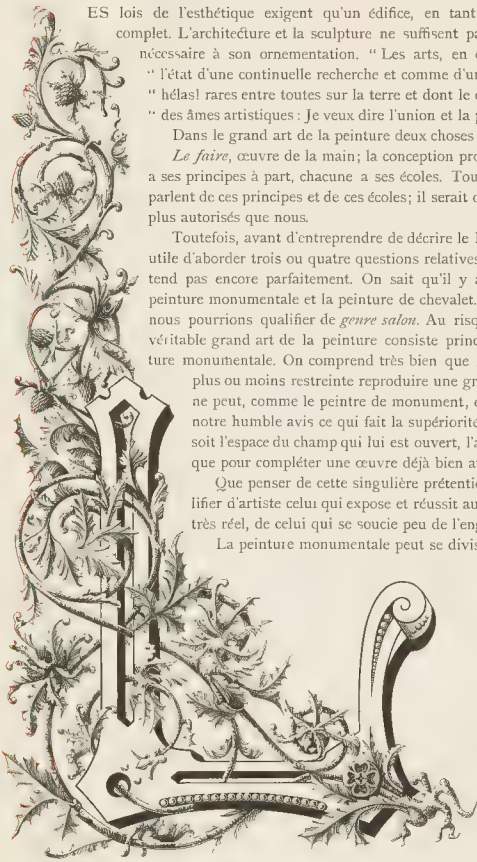 LES lois de l'esthétique exigent qu'un édifice, en tant
complet. L'architecture et la sculpture ne suffisent pa
nécessaire à son ornementation. “ Les arts, en
“ l'état d'une continuelle recherche et comme d'un
“ hélas! rares entre toutes sur la terre et dont le
“ des âmes artistiques : Je veux dire l'union et la p
Dans le grand art de la peinture deux choses
Le faire, œuvre de la main; la conception pro
a ses principes à part, chacune a ses écoles. Tou
parlent de ces principes et de ces écoles; il serait
plus autorisés que nous.
Toutefois, avant d'entreprendre de décrire le
utile d'aborder trois ou quatre questions relatives
tend pas encore parfaitement. On sait qu'il y a
peinture monumentale et la peinture de chevalet.
nous pourrions qualifier de genre salon. Au risq
véritable grand art de la peinture consiste princ
ture monumentale. On comprend très bien que
plus ou moins restreinte reproduire une gr
ne peut, comme le peintre de monument, e
notre humble avis ce qui fait la supériorité
soit l'espace du champ qui lui est ouvert, l'a
que pour compléter une œuvre déjà bien a
Que penser de cette singulière prétentio
lifier d'artiste celui qui expose et réussit au
très réel, de celui qui se soucie peu de l'eng
La peinture monumentale peut se divis